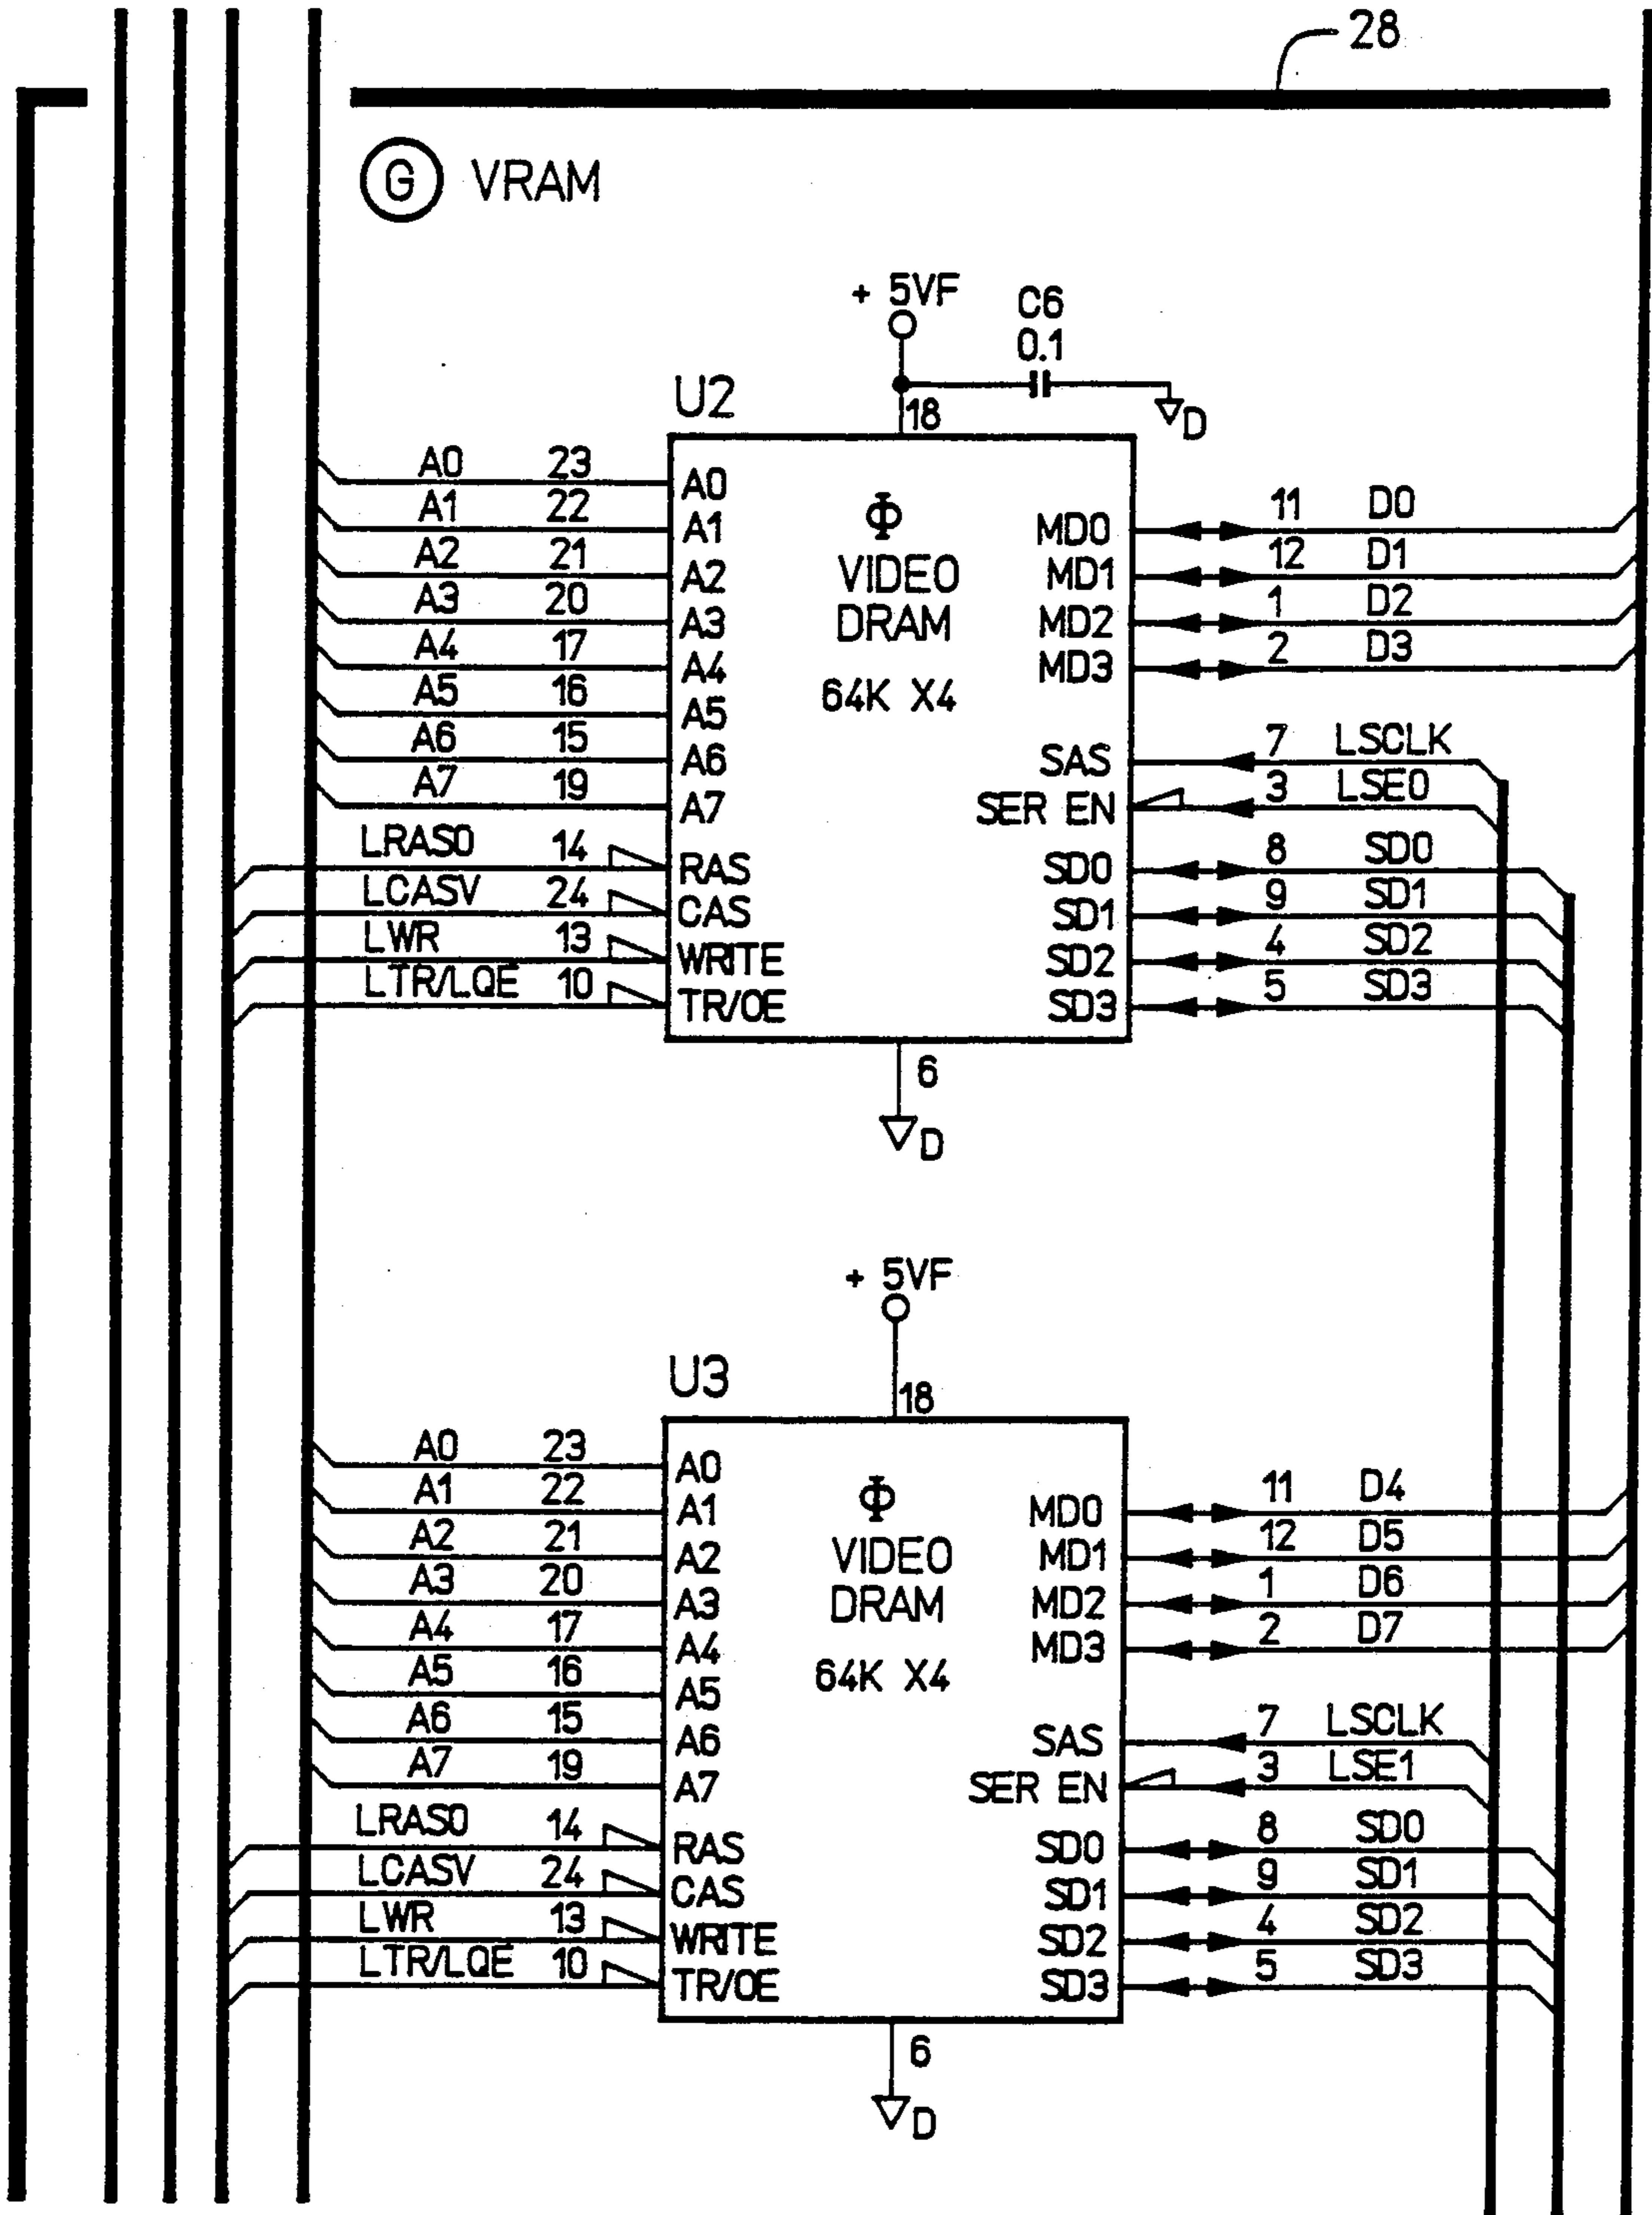 28
G VRAM
+ 5VF
C6
0.1
U2
18
D
A0 23 A0
A1 22 A1
A2 21 A2
A3 20 A3
A4 17 A4
A5 16 A5
A6 15 A6
A7 19 A7
LRAS0 14 RAS
LCASV 24 CAS
LWR 13 WRITE
LTR/LQE 10 TR/OE
Φ
VIDEO
DRAM
64K X4
MD0 11 D0
MD1 12 D1
MD2 1 D2
MD3 2 D3
SAS 7 LSCLK
SER EN 3 LSE0
SD0 8 SD0
SD1 9 SD1
SD2 4 SD2
SD3 5 SD3
6
D
+ 5VF
U3
18
A0 23 A0
A1 22 A1
A2 21 A2
A3 20 A3
A4 17 A4
A5 16 A5
A6 15 A6
A7 19 A7
LRAS0 14 RAS
LCASV 24 CAS
LWR 13 WRITE
LTR/LQE 10 TR/OE
Φ
VIDEO
DRAM
64K X4
MD0 11 D4
MD1 12 D5
MD2 1 D6
MD3 2 D7
SAS 7 LSCLK
SER EN 3 LSE1
SD0 8 SD0
SD1 9 SD1
SD2 4 SD2
SD3 5 SD3
6
D